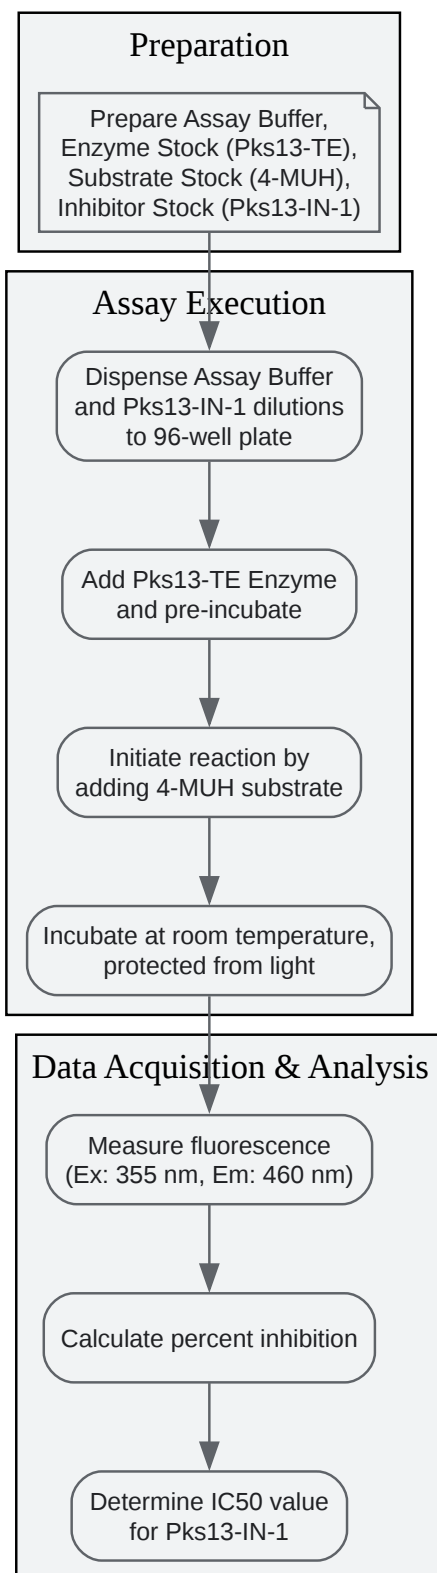 Preparation
Prepare Assay Buffer,
Enzyme Stock (Pks13-TE),
Substrate Stock (4-MUH),
Inhibitor Stock (Pks13-IN-1)
Assay Execution
Dispense Assay Buffer
and Pks13-IN-1 dilutions
to 96-well plate
Add Pks13-TE Enzyme
and pre-incubate
Initiate reaction by
adding 4-MUH substrate
Incubate at room temperature,
protected from light
Data Acquisition & Analysis
Measure fluorescence
(Ex: 355 nm, Em: 460 nm)
Calculate percent inhibition
Determine IC50 value
for Pks13-IN-1